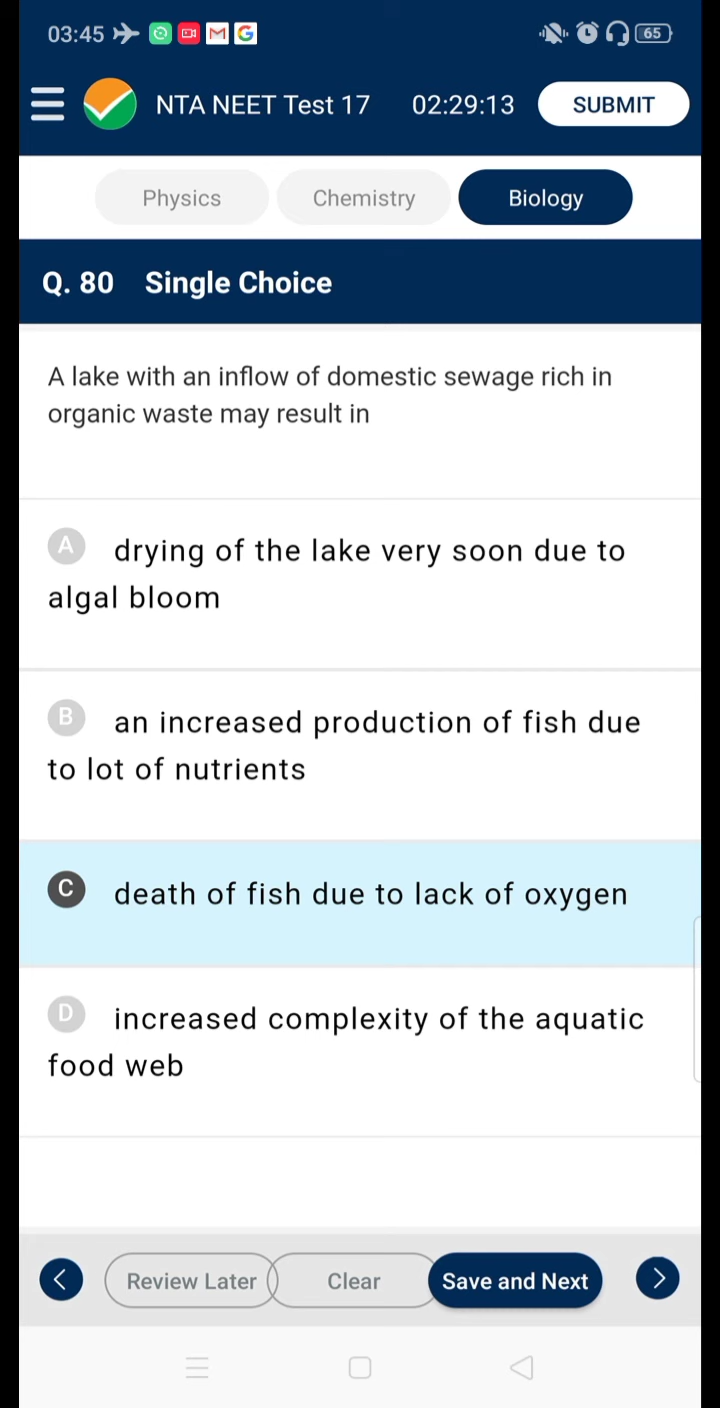 03:45 M G 65
NTA NEET Test 17 02:29:13 SUBMIT
Physics Chemistry Biology
Q. 80 Single Choice
A lake with an inflow of domestic sewage rich in
organic waste may result in
A drying of the lake very soon due to
algal bloom
B an increased production of fish due
to lot of nutrients
C death of fish due to lack of oxygen
D increased complexity of the aquatic
food web
Review Later Clear Save and Next